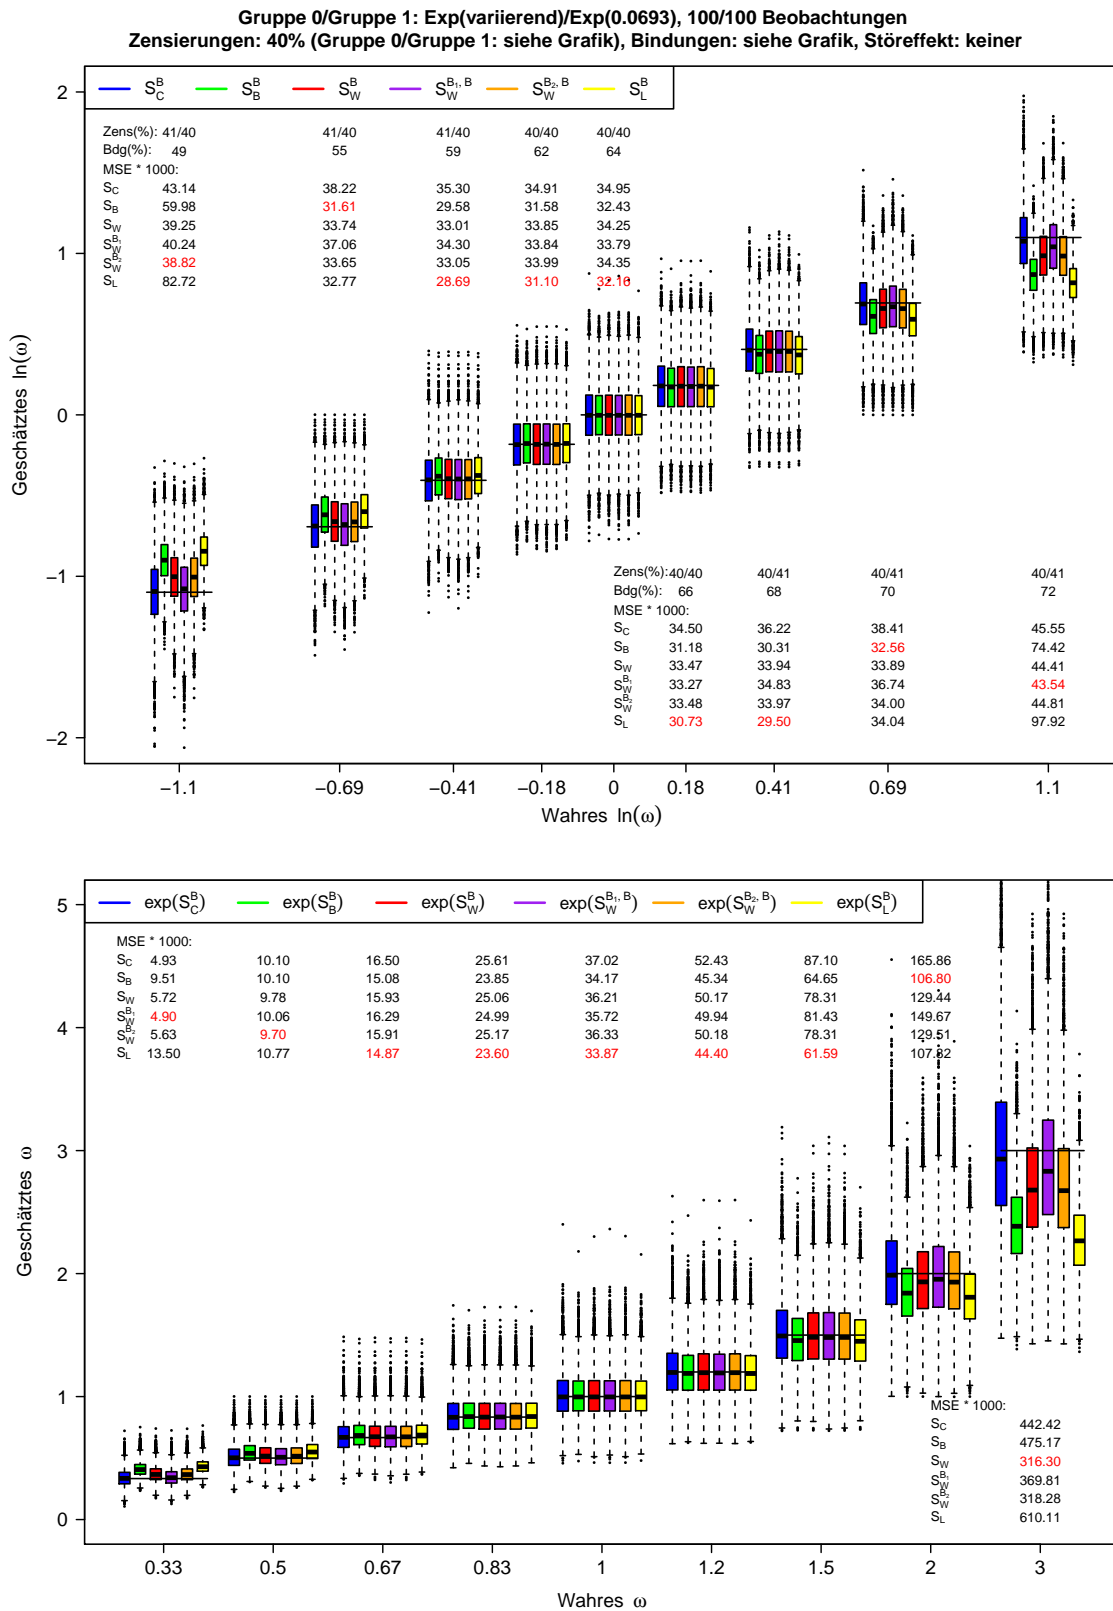 Gruppe 0/Gruppe 1: Exp(variierend)/Exp(0.0693), 100/100 Beobachtungen
Zensierungen: 40% (Gruppe 0/Gruppe 1: siehe Grafik), Bindungen: siehe Grafik, Störeffekt: keiner
S_C^B S_B^B S_W^B S_W^{B_1, B} S_W^{B_2, B} S_L^B
Zens(%): 41/40 41/40 41/40 40/40 40/40
Bdg(%): 49 55 59 62 64
MSE * 1000:
S_C 43.14 38.22 35.30 34.91 34.95
S_B 59.98 31.61 29.58 31.58 32.43
S_W 39.25 33.74 33.01 33.85 34.25
S_W^{B_1} 40.24 37.06 34.30 33.84 33.79
S_W^{B_2} 38.82 33.65 33.05 33.99 34.35
S_L 82.72 32.77 28.69 31.10 32.16
Zens(%): 40/40 40/41 40/41 40/41
Bdg(%): 66 68 70 72
MSE * 1000:
S_C 34.50 36.22 38.41 45.55
S_B 31.18 30.31 32.56 74.42
S_W 33.47 33.94 33.89 44.41
S_W^{B_1} 33.27 34.83 36.74 43.54
S_W^{B_2} 33.48 33.97 34.00 44.81
S_L 30.73 29.50 34.04 97.92
2
1
0
−1
−2
Geschätztes ln(ω)
−1.1 −0.69 −0.41 −0.18 0 0.18 0.41 0.69 1.1
Wahres ln(ω)
exp(S_C^B) exp(S_B^B) exp(S_W^B) exp(S_W^{B_1, B}) exp(S_W^{B_2, B}) exp(S_L^B)
MSE * 1000:
S_C 4.93 10.10 16.50 25.61 37.02 52.43 87.10 165.86
S_B 9.51 10.10 15.08 23.85 34.17 45.34 64.65 106.80
S_W 5.72 9.78 15.93 25.06 36.21 50.17 78.31 129.44
S_W^{B_1} 4.90 10.06 16.29 24.99 35.72 49.94 81.43 149.67
S_W^{B_2} 5.63 9.70 15.91 25.17 36.33 50.18 78.31 129.51
S_L 13.50 10.77 14.87 23.60 33.87 44.40 61.59 107.82
MSE * 1000:
S_C 442.42
S_B 475.17
S_W 316.30
S_W^{B_1} 369.81
S_W^{B_2} 318.28
S_L 610.11
5
4
3
2
1
0
Geschätztes ω
0.33 0.5 0.67 0.83 1 1.2 1.5 2 3
Wahres ω